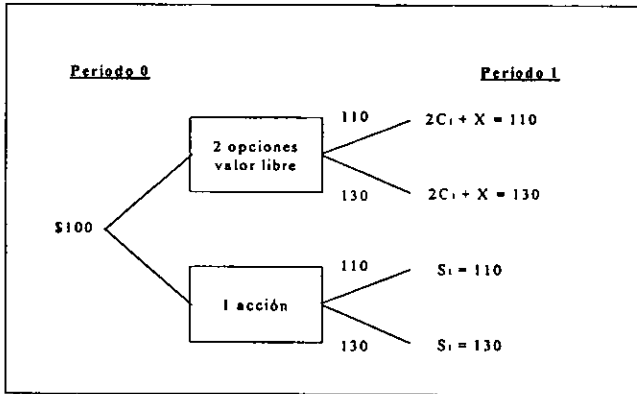 Periodo 0
Periodo 1
110
2C₁ + X = 110
2 opciones
valor libre
130
2C₁ + X = 130
$100
110
S₁ = 110
1 acción
130
S₁ = 130